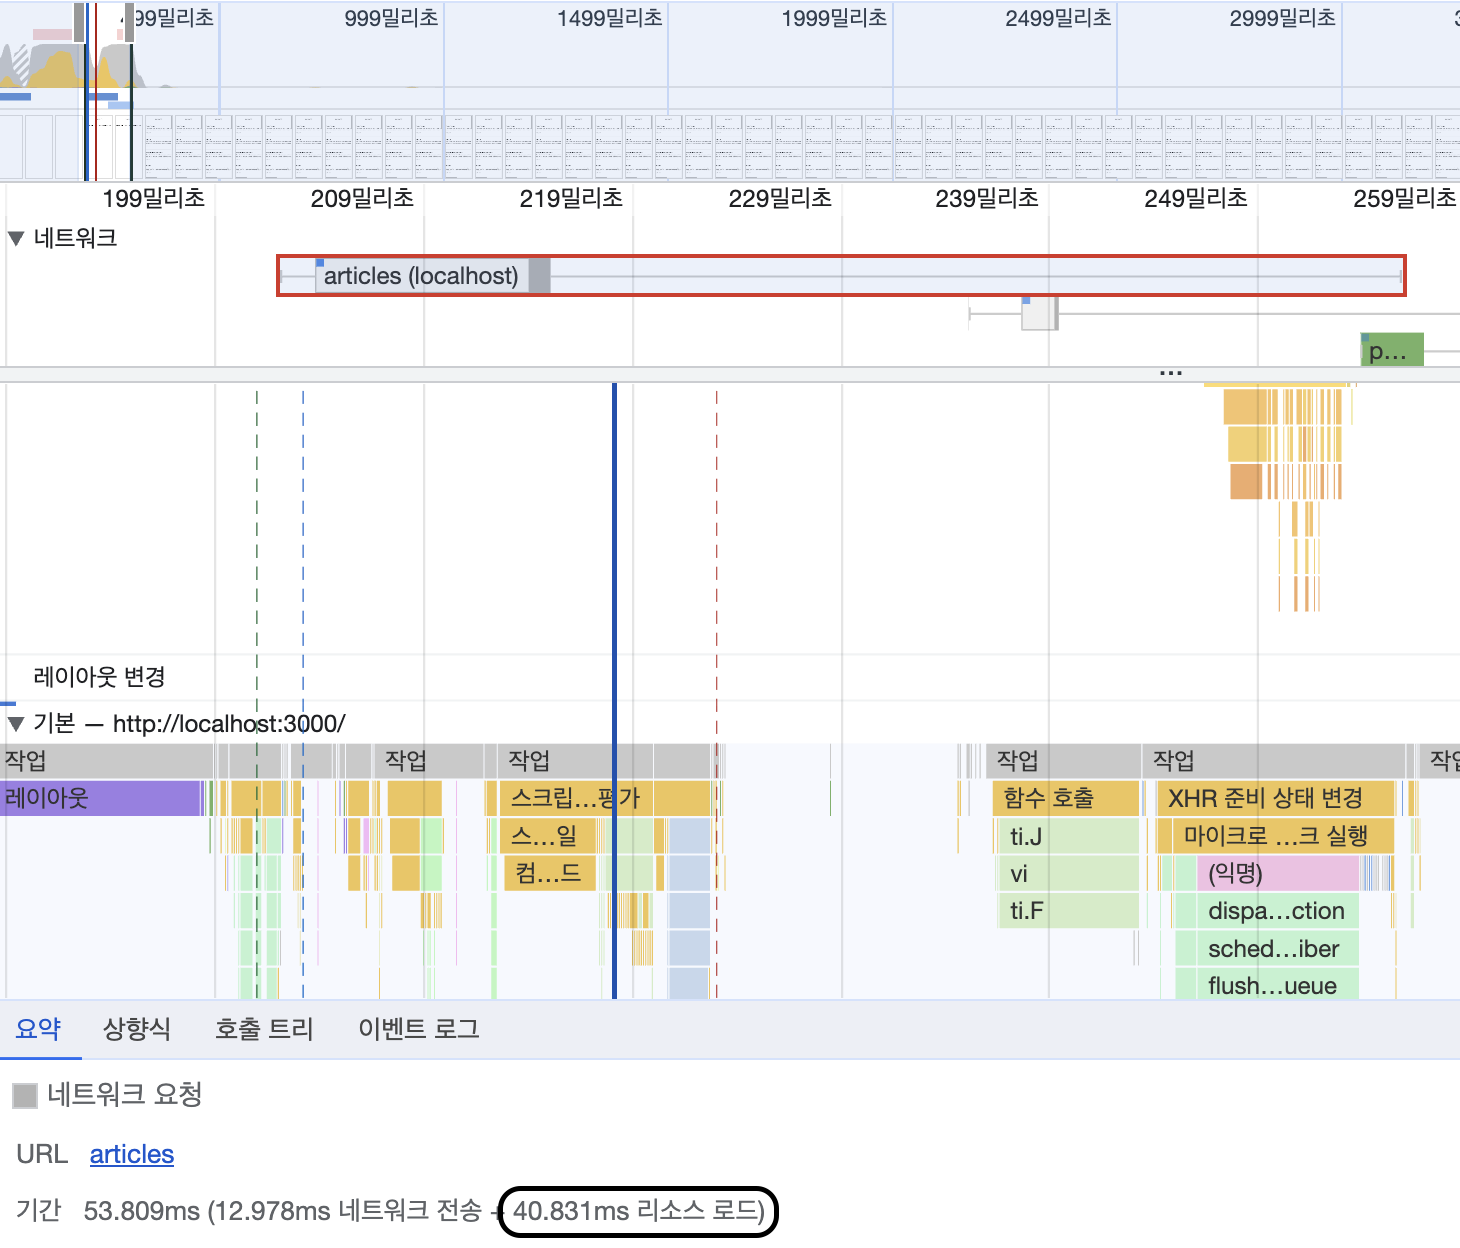 499밀리초 999밀리초 1499밀리초 1999밀리초 2499밀리초 2999밀리초
199밀리초 209밀리초 219밀리초 229밀리초 239밀리초 249밀리초 259밀리초
▼ 네트워크
articles (localhost)
p...
...
레이아웃 변경
▼ 기본 — http://localhost:3000/
작업 작업 작업 작업 작업
레이아웃 스크립...평가 함수 호출 XHR 준비 상태 변경
스...일 ti.J 마이크로 ...크 실행
컴...드 vi (익명)
ti.F dispa...ction
sched...iber
flush...ueue
요약 상향식 호출 트리 이벤트 로그
네트워크 요청
URL articles
기간 53.809ms (12.978ms 네트워크 전송 + 40.831ms 리소스 로드)